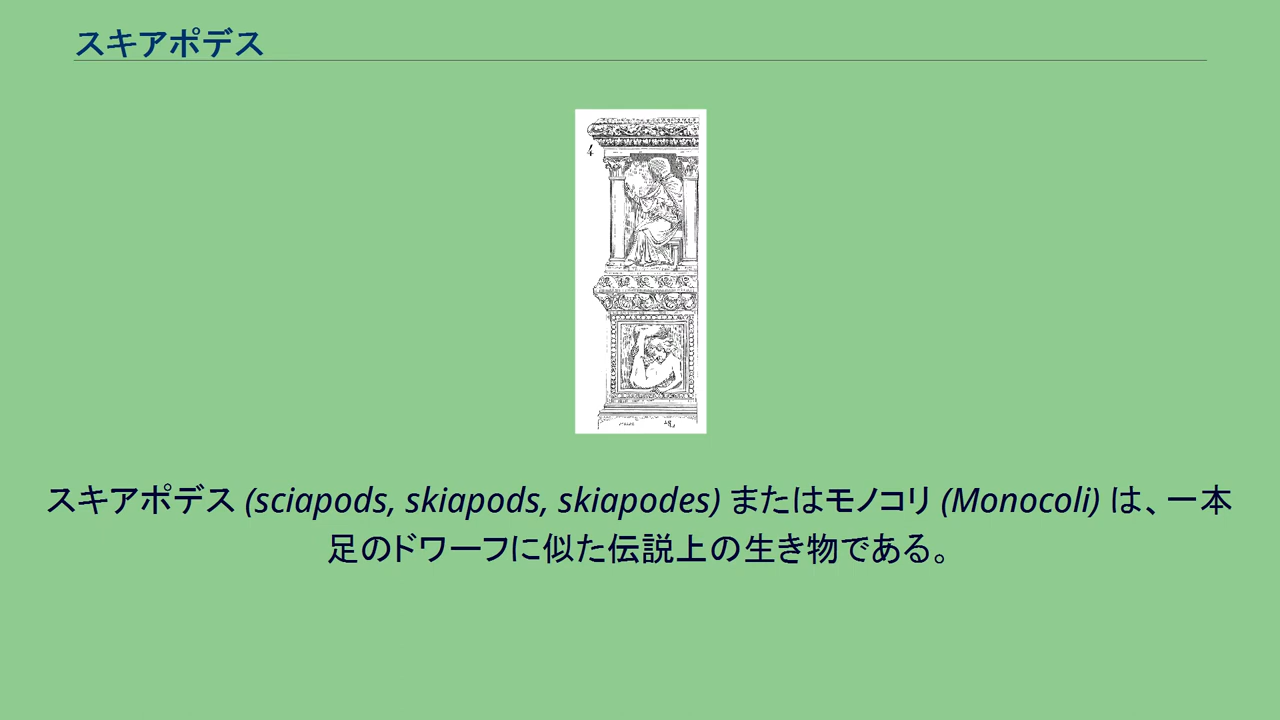 スキアポデス
4
スキアポデス (sciapods, skiapods, skiapodes) またはモノコリ (Monocoli) は、一本
足のドワーフに似た伝説上の生き物である。